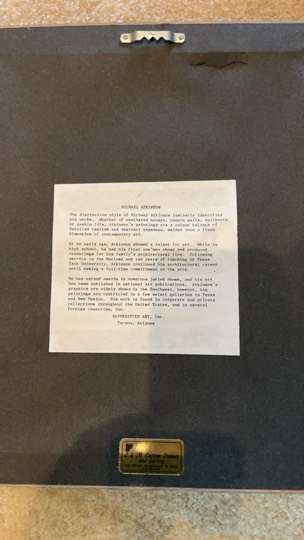 MICHAEL ATKINSON
The distinctive style of Michael Atkinson instantly identifies
his works. Whether of weathered houses, canyon walls, sailboats
or pueblo life, Atkinson's paintings are a unique balance of
detailed realism and abstract expanses, melded into a fresh
dimension of contemporary art.
At an early age, Atkinson showed a talent for art. While in
high school, he had his first one-man shows and produced
renderings for his family's architectural firm. Following
service in the Marines and two years of teaching at Texas
Tech University, Atkinson continued his architectural career
until making a full-time commitment to the arts.
He has earned awards in numerous juried shows, and his art
has been published in national art publications. Atkinson's
graphics are widely shown in the Southwest, however, his
paintings are restricted to a few select galleries in Texas
and New Mexico. His work is found in corporate and private
collections throughout the United States, and in several
foreign countries, too.
DIVERSIFIED ART, Inc.
Tucson, Arizona
Custom Frames
and Gallery